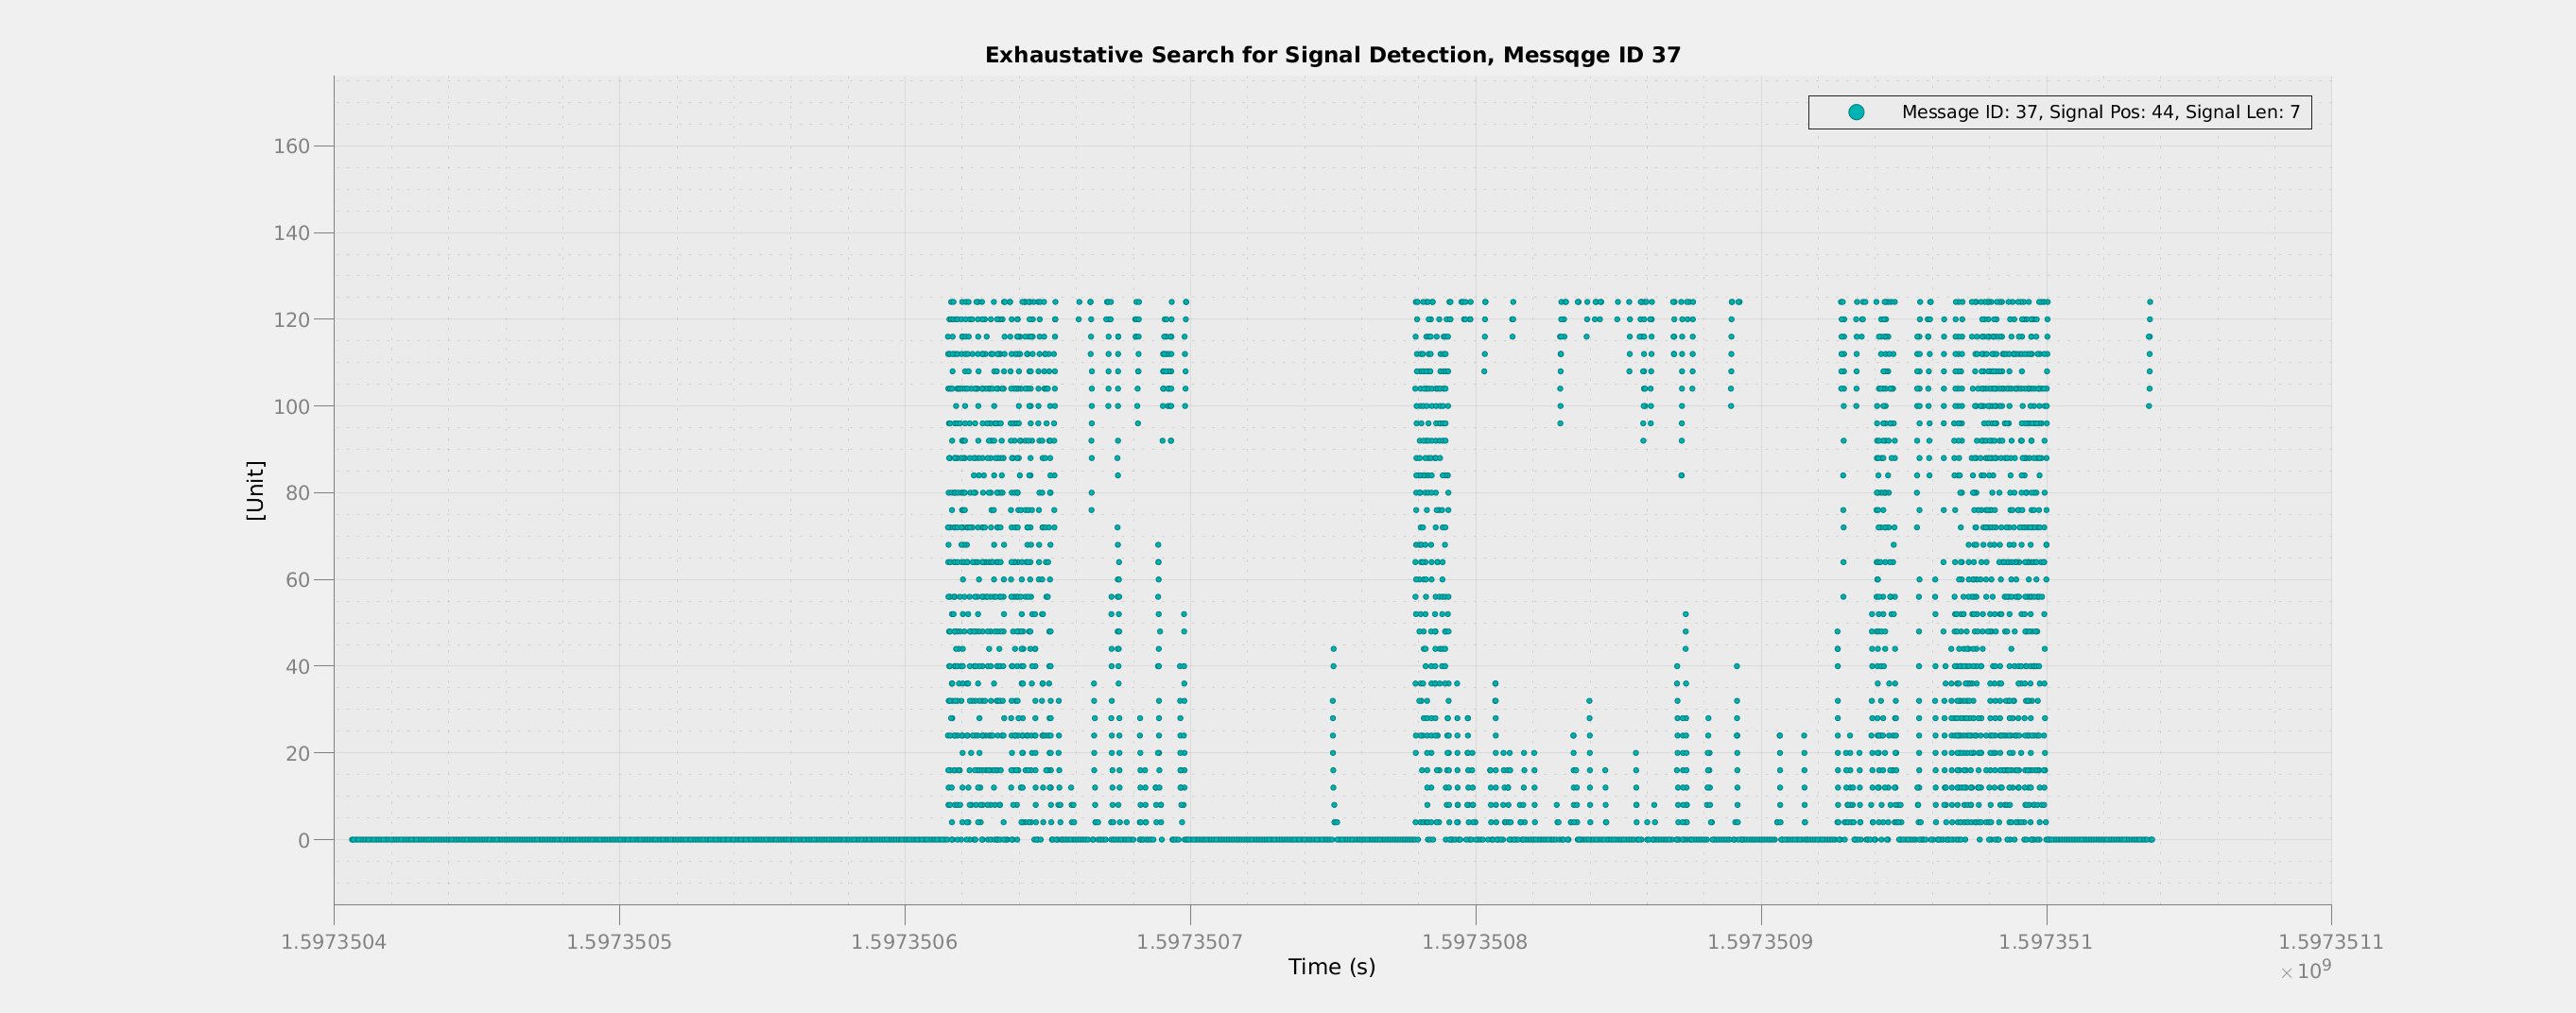 Exhaustative Search for Signal Detection, Messqge ID 37
Message ID: 37, Signal Pos: 44, Signal Len: 7
160
140
120
100
80
60
40
20
0
[Unit]
1.5973504 1.5973505 1.5973506 1.5973507 1.5973508 1.5973509 1.597351 1.5973511
Time (s)
× 10⁹